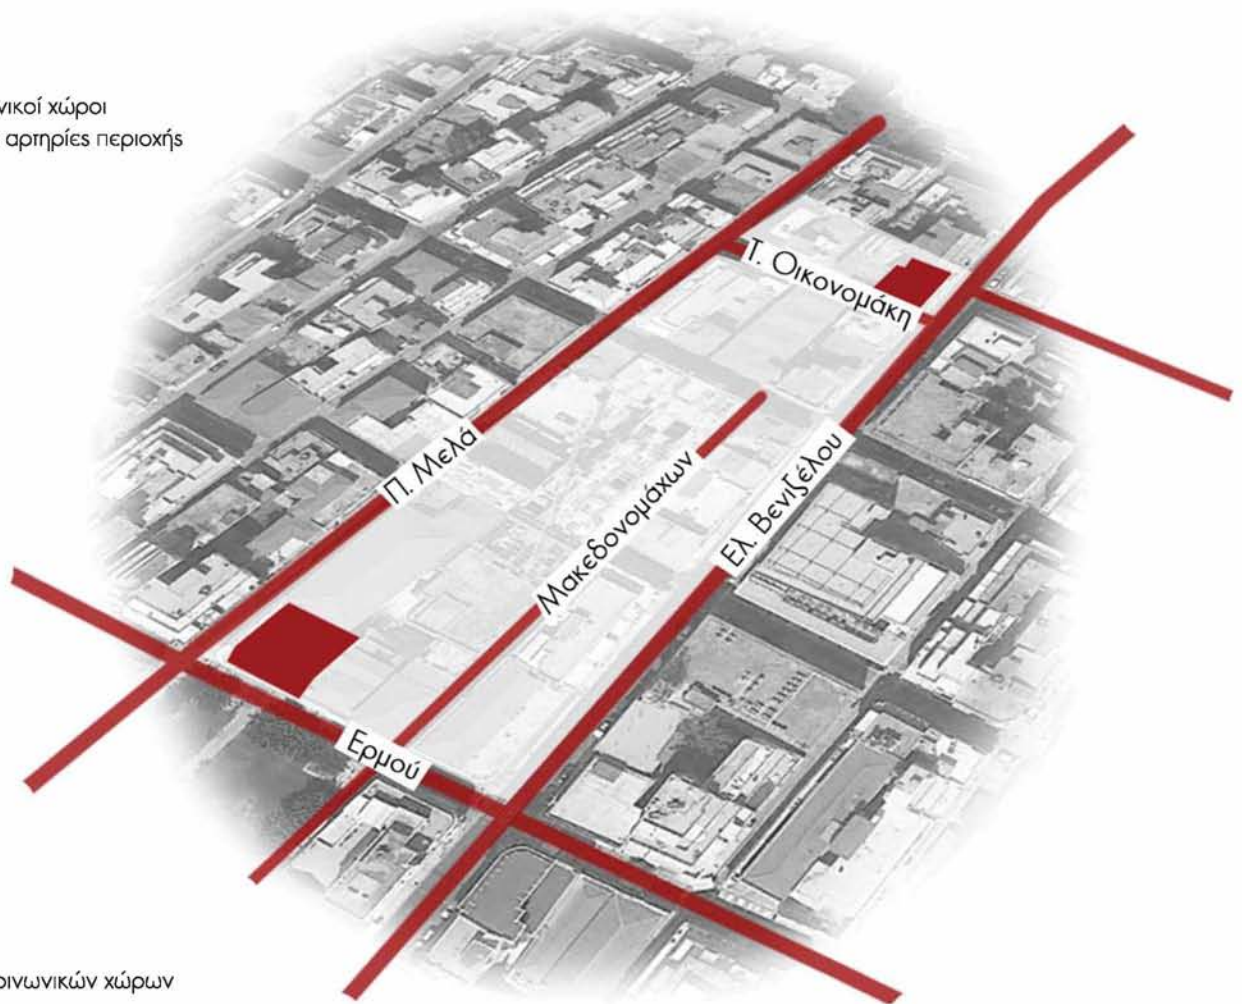 νικοί χώροι
αρτηρίες περιοχής
Τ. Οικονομάκη
Π. Μελά
Μακεδονομάχων
Ελ. Βενιζέλου
Ερμού
οινωνικών χώρων